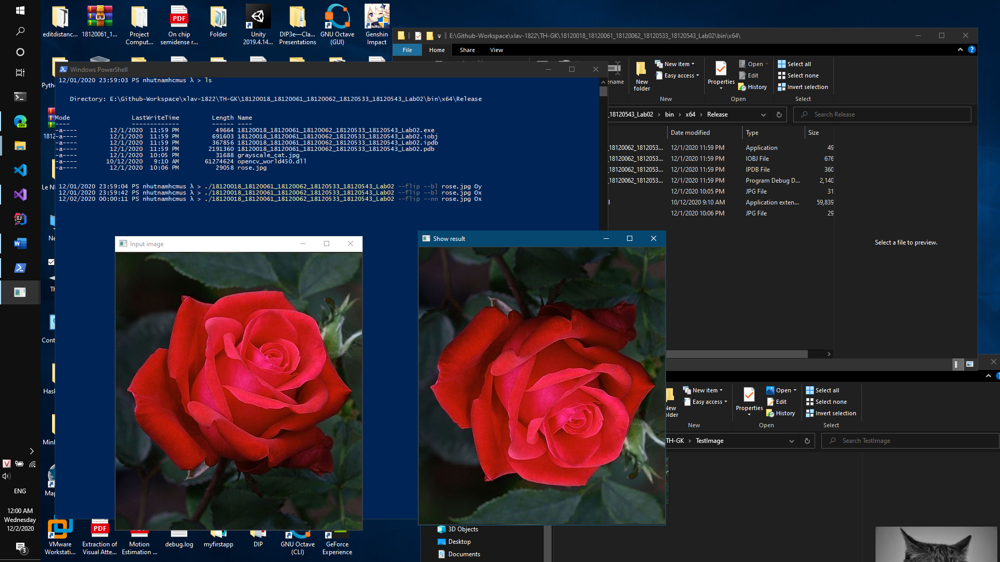 editdistanc...
18120061_1...
Project Comput...
On chip semidense r...
Folder
Unity 2019.4.14...
DIP3e—Cla... Presentations
GNU Octave (GUI)
Genshin Impact
E:\Github-Workspace\xlav-1822\TH-GK\18120018_18120061_18120062_18120533_18120543_Lab02\bin\x64\
File Home Share View
Windows PowerShell
12/01/2020 23:59:03 PS nhutnamhcmus λ > ls
Directory: E:\Github-Workspace\xlav-1822\TH-GK\18120018_18120061_18120062_18120533_18120543_Lab02\bin\x64\Release
Mode LastWriteTime Length Name
---- ------------- ------ ----
-a---- 12/1/2020 11:59 PM 49664 18120018_18120061_18120062_18120533_18120543_Lab02.exe
-a---- 12/1/2020 11:59 PM 691603 18120018_18120061_18120062_18120533_18120543_Lab02.iobj
-a---- 12/1/2020 11:59 PM 367856 18120018_18120061_18120062_18120533_18120543_Lab02.ipdb
-a---- 12/1/2020 11:59 PM 2191360 18120018_18120061_18120062_18120533_18120543_Lab02.pdb
-a---- 12/1/2020 10:05 PM 31688 grayscale_cat.jpg
-a---- 10/12/2020 9:10 AM 61274624 opencv_world450.dll
-a---- 12/1/2020 10:06 PM 29058 rose.jpg
12/01/2020 23:59:04 PS nhutnamhcmus λ > ./18120018_18120061_18120062_18120533_18120543_Lab02 --flip --bl rose.jpg Oy
12/01/2020 23:59:42 PS nhutnamhcmus λ > ./18120018_18120061_18120062_18120533_18120543_Lab02 --flip --bl rose.jpg Ox
12/02/2020 00:00:11 PS nhutnamhcmus λ > ./18120018_18120061_18120062_18120533_18120543_Lab02 --flip --nn rose.jpg Ox
ename
New folder
New item
Easy access
New
Properties
Open
Edit
History
Open
Select all
Select none
Invert selection
Select
_18120543_Lab02 > bin > x64 > Release
Search Release
Date modified Type Size
_18120062_1812053... 12/1/2020 11:59 PM Application 49
_18120062_1812053... 12/1/2020 11:59 PM IOBJ File 676
_18120062_1812053... 12/1/2020 11:59 PM IPDB File 360
_18120062_1812053... 12/1/2020 11:59 PM Program Debug D... 2,140
12/1/2020 10:05 PM JPG File 31
l 10/12/2020 9:10 AM Application exten... 59,839
12/1/2020 10:06 PM JPG File 29
Select a file to preview.
Input image
Show result
Pyth
1812
Le N
Ne
Th
Cont
Hask
MinE
Map
New older
New item
Easy access
New
Properties
Open
Edit
History
Open
Select all
Select none
Invert selection
Select
TH-GK > TestImage
Search TestImage
3D Objects
Desktop
Documents
VMware Workstati...
Extraction of Visual Atte...
Motion Estimation ...
debug.log
myfirstapp
DIP
GNU Octave (CLI)
GeForce Experience
ENG
12:00 AM
Wednesday
12/2/2020
3